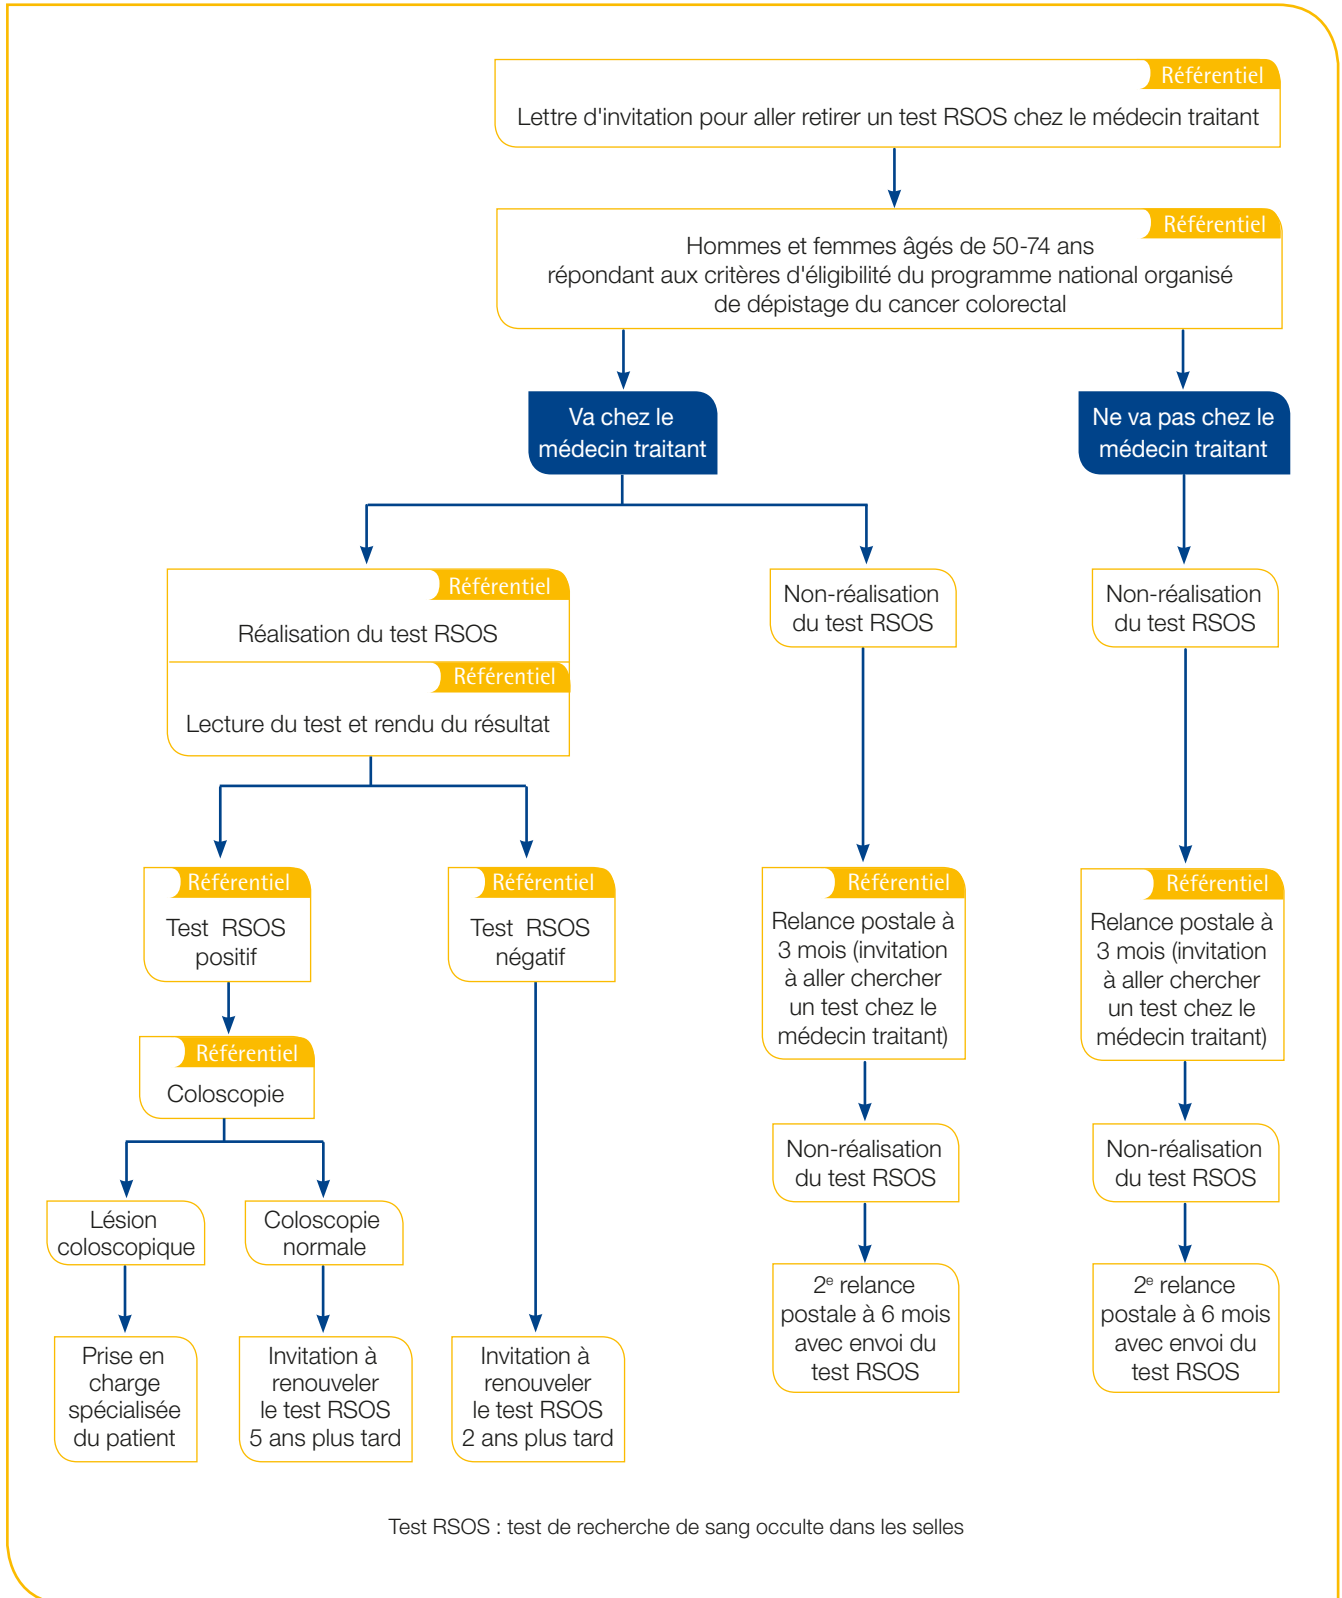 Référentiel
Lettre d'invitation pour aller retirer un test RSOS chez le médecin traitant
Référentiel
Hommes et femmes âgés de 50-74 ans
répondant aux critères d'éligibilité du programme national organisé
de dépistage du cancer colorectal
Va chez le
médecin traitant
Ne va pas chez le
médecin traitant
Référentiel
Réalisation du test RSOS
Référentiel
Lecture du test et rendu du résultat
Non-réalisation
du test RSOS
Non-réalisation
du test RSOS
Référentiel
Test RSOS
positif
Référentiel
Test RSOS
négatif
Référentiel
Relance postale à
3 mois (invitation
à aller chercher
un test chez le
médecin traitant)
Référentiel
Relance postale à
3 mois (invitation
à aller chercher
un test chez le
médecin traitant)
Référentiel
Coloscopie
Non-réalisation
du test RSOS
Non-réalisation
du test RSOS
Lésion
coloscopique
Coloscopie
normale
2e relance
postale à 6 mois
avec envoi du
test RSOS
2e relance
postale à 6 mois
avec envoi du
test RSOS
Prise en
charge
spécialisée
du patient
Invitation à
renouveler
le test RSOS
5 ans plus tard
Invitation à
renouveler
le test RSOS
2 ans plus tard
Test RSOS : test de recherche de sang occulte dans les selles